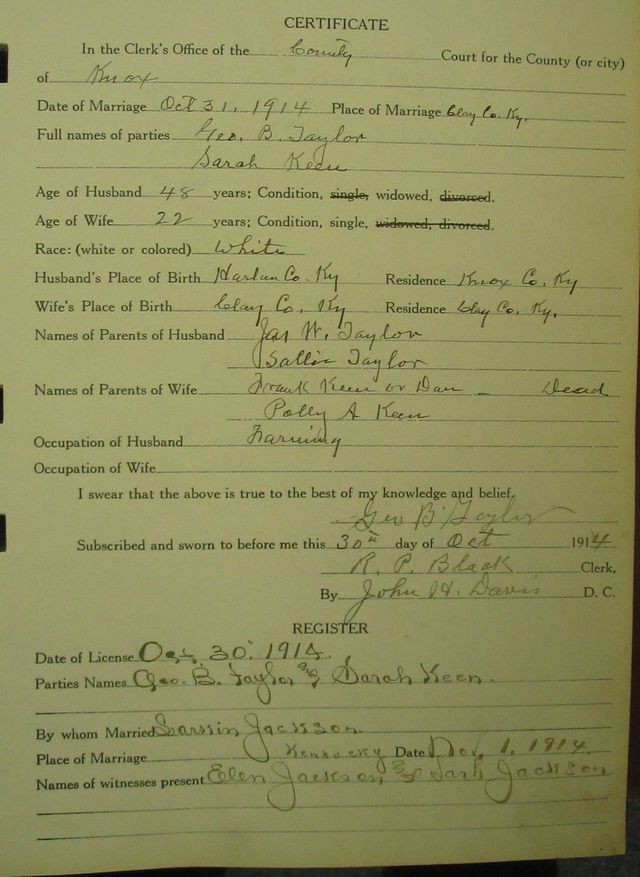 CERTIFICATE
In the Clerk's Office of the County Court for the County (or city)
of Knox
Date of Marriage Oct 31, 1914 Place of Marriage Clay Co. Ky.
Full names of parties Geo. B. Taylor
Sarah Keen
Age of Husband 48 years; Condition, single, widowed, divorced.
Age of Wife 22 years; Condition, single, widowed, divorced.
Race: (white or colored) White
Husband's Place of Birth Harlan Co. Ky Residence Knox Co. Ky
Wife's Place of Birth Clay Co, Ky Residence Clay Co, Ky.
Names of Parents of Husband Jas W. Taylor
Sallie Taylor
Names of Parents of Wife Frank Keen or Dan - Dead
Polly A Keen
Occupation of Husband Farming
Occupation of Wife
I swear that the above is true to the best of my knowledge and belief,
Geo B Taylor
Subscribed and sworn to before me this 30th day of Oct 1914
R. P. Black Clerk.
By John H. Davis D. C.
REGISTER
Date of License Oct. 30. 1914.
Parties Names Geo. B. Taylor and Sarah Keen.
By whom Married Jackson.
Place of Marriage Kentucky Date Nov. 1. 1914.
Names of witnesses present Elen Jackson and Jackson